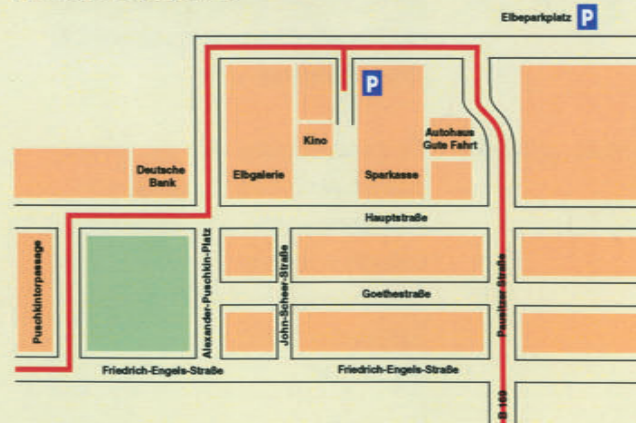 Elbeparkplatz P
P
Kino
Autohaus
Gute Fahrt
Deutsche
Bank
Elbgalerie
Sparkasse
Hauptstraße
Puschkintorpassage
Alexander-Puschkin-Platz
John-Scheer-Straße
Pausitzer Straße
Goethestraße
Friedrich-Engels-Straße
Friedrich-Engels-Straße
B 169